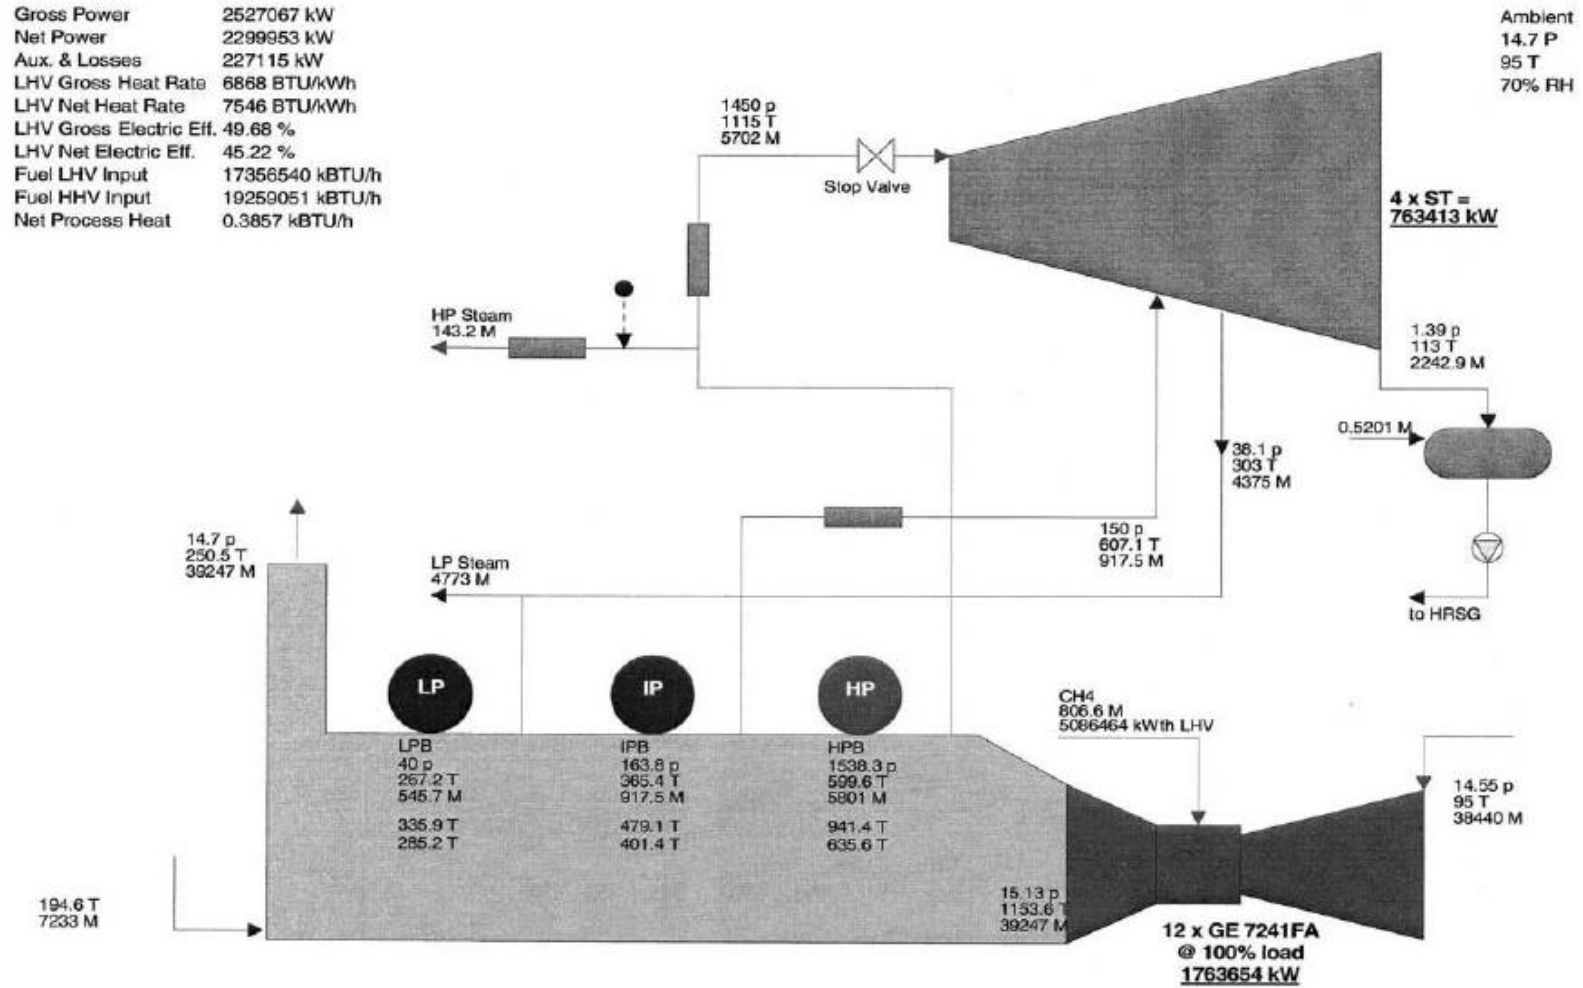 Gross Power 2527067 kW
Net Power 2299953 kW
Aux. & Losses 227115 kW
LHV Gross Heat Rate 6868 BTU/kWh
LHV Net Heat Rate 7546 BTU/kWh
LHV Gross Electric Eff. 49.68 %
LHV Net Electric Eff. 45.22 %
Fuel LHV Input 17356540 kBTU/h
Fuel HHV Input 19259051 kBTU/h
Net Process Heat 0.3857 kBTU/h
Ambient
14.7 P
95 T
70% RH
1450 p
1115 T
5702 M
Stop Valve
4 x ST =
763413 kW
HP Steam
143.2 M
1.39 p
113 T
2242.9 M
0.5201 M
38.1 p
303 T
4375 M
14.7 p
250.5 T
39247 M
LP Steam
4773 M
150 p
607.1 T
917.5 M
to HRSG
LP
IP
HP
LPB
40 p
267.2 T
545.7 M
335.9 T
285.2 T
IPB
163.8 p
365.4 T
917.5 M
479.1 T
401.4 T
HPB
1538.3 p
599.6 T
5801 M
941.4 T
635.6 T
CH4
806.6 M
5086464 kWth LHV
14.55 p
95 T
38440 M
194.6 T
7233 M
15.13 p
1153.6 T
39247 M
12 x GE 7241FA
@ 100% load
1763654 kW